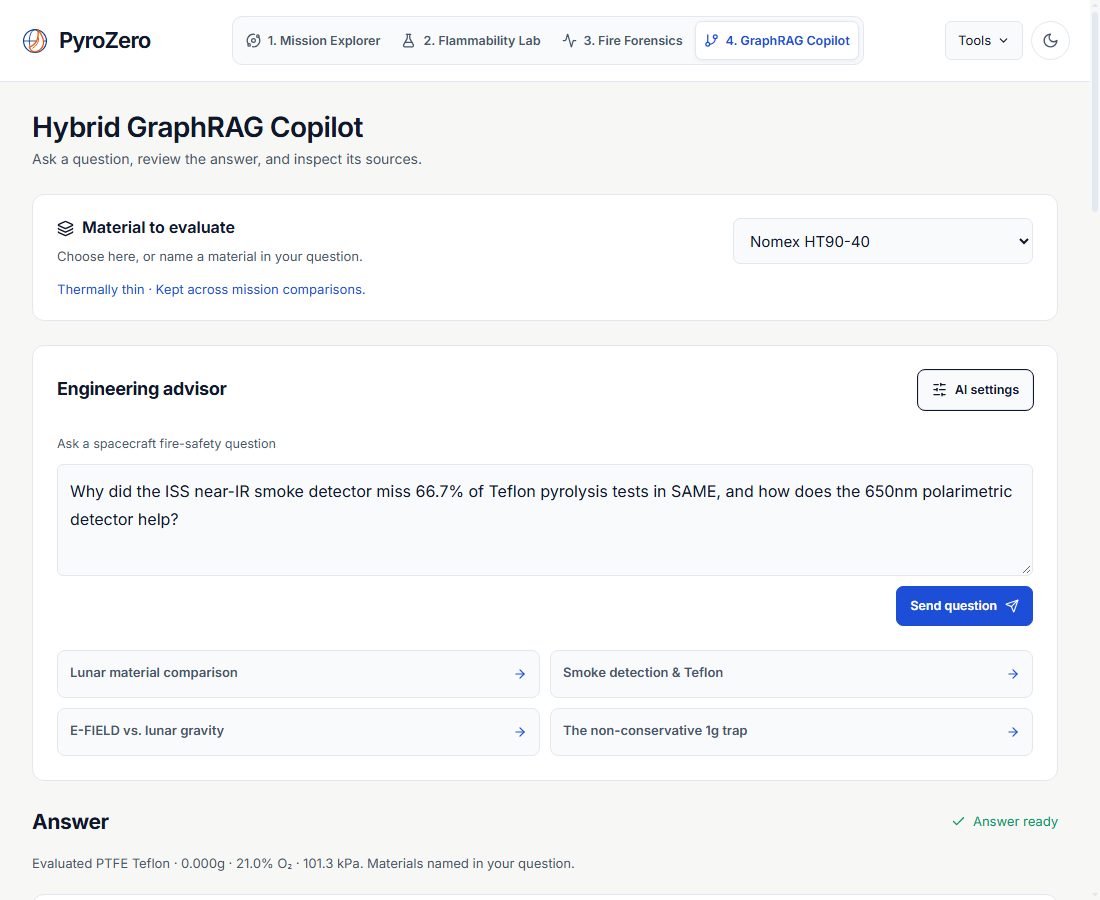 PyroZero
1. Mission Explorer
2. Flammability Lab
3. Fire Forensics
4. GraphRAG Copilot
Tools
Hybrid GraphRAG Copilot
Ask a question, review the answer, and inspect its sources.
Material to evaluate
Choose here, or name a material in your question.
Thermally thin · Kept across mission comparisons.
Nomex HT90-40
Engineering advisor
AI settings
Ask a spacecraft fire-safety question
Why did the ISS near-IR smoke detector miss 66.7% of Teflon pyrolysis tests in SAME, and how does the 650nm polarimetric
detector help?
Send question
Lunar material comparison
Smoke detection & Teflon
E-FIELD vs. lunar gravity
The non-conservative 1g trap
Answer
Answer ready
Evaluated PTFE Teflon · 0.000g · 21.0% O₂ · 101.3 kPa. Materials named in your question.